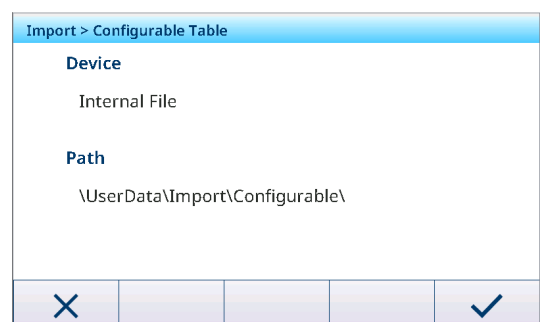 Import > Configurable Table
Device
Internal File
Path
\UserData\Import\Configurable\